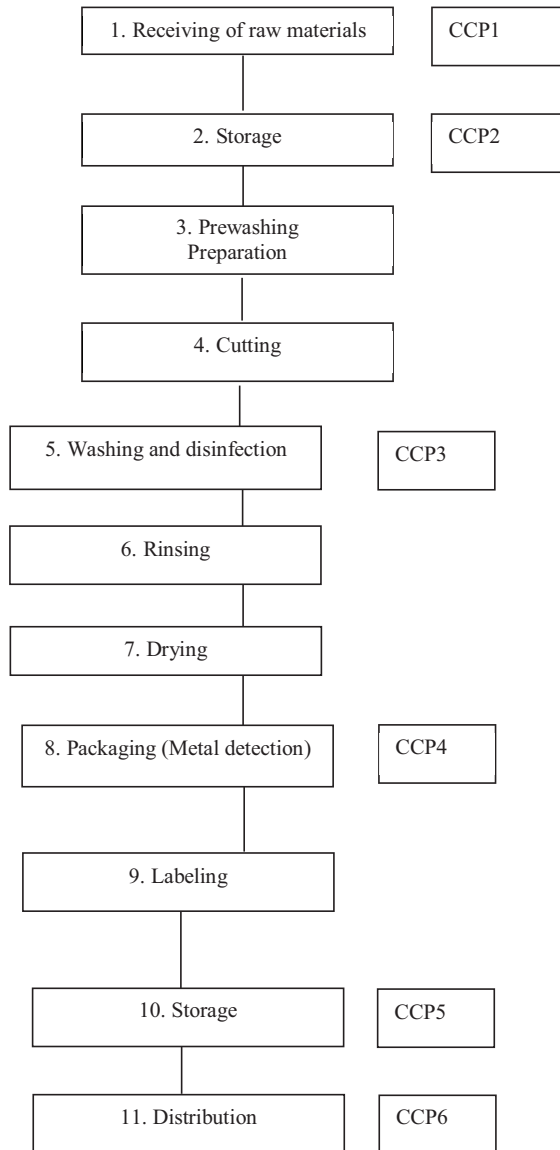 1. Receiving of raw materials
CCP1
2. Storage
CCP2
3. Prewashing
Preparation
4. Cutting
5. Washing and disinfection
CCP3
6. Rinsing
7. Drying
8. Packaging (Metal detection)
CCP4
9. Labeling
10. Storage
CCP5
11. Distribution
CCP6